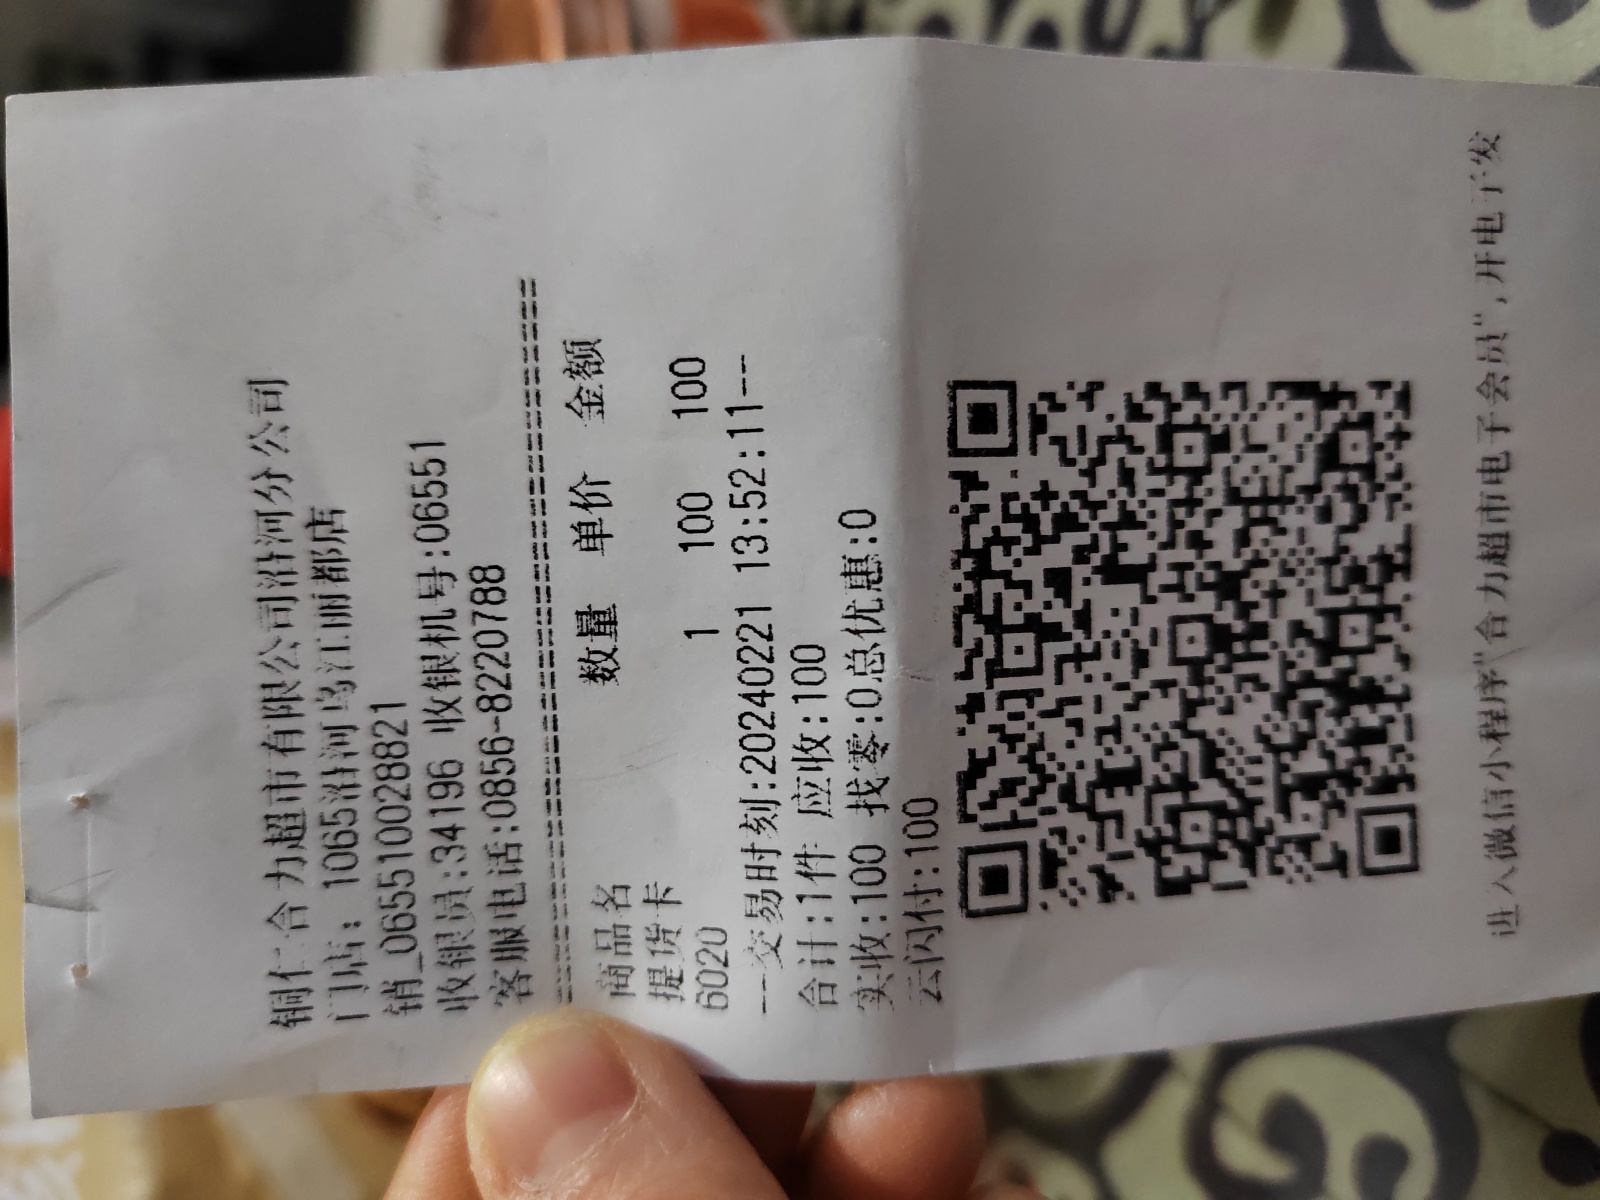 铜仁合力超市有限公司沿河分公司
门店：1065沿河乌江丽都店
销_065510028821
收银员:34196 收银机号:06551
客服电话:0856-8220788
商品名 数量 单价 金额
提货卡
6020 1 100 100
--交易时刻:20240221 13:52:11--
合计:1件 应收:100
实收:100 找零:0总优惠:0
云闪付:100
进入微信小程序"合力超市电子会员",开电子发